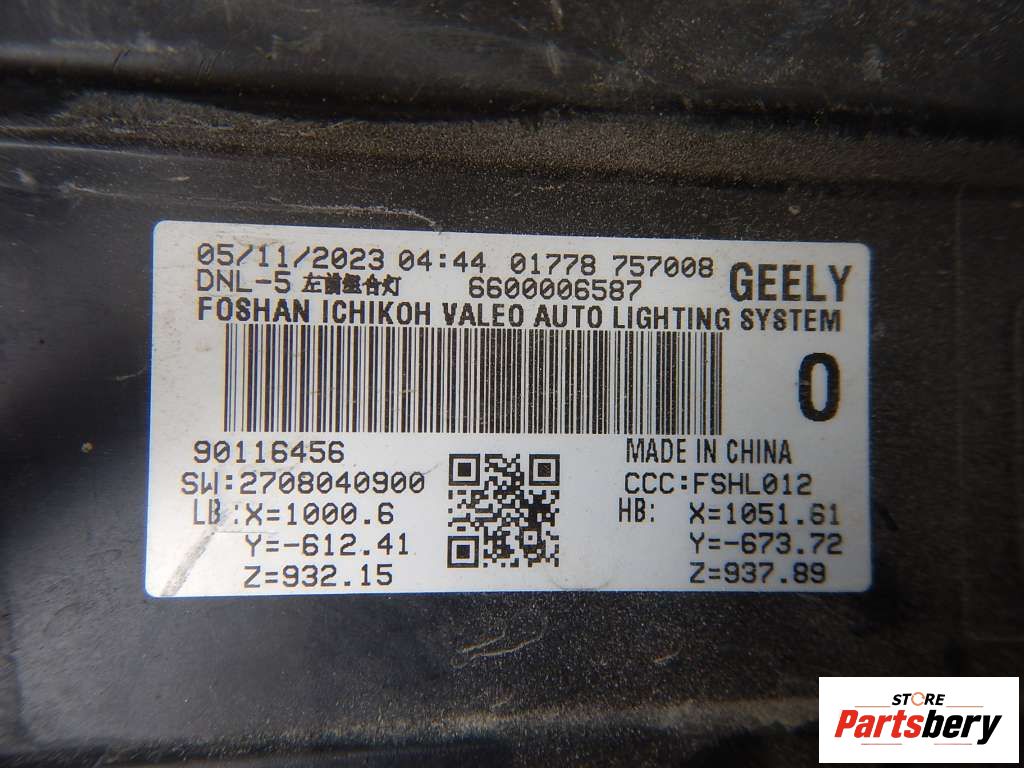 05/11/2023 04:44 01778 757008
DNL-5 左前组合灯 6600006587 GEELY
FOSHAN ICHIKOH VALEO AUTO LIGHTING SYSTEM
0
90116456 MADE IN CHINA
SW:2708040900 CCC:FSHL012
LB: X=1000.6 HB: X=1051.61
Y=-612.41 Y=-673.72
Z=932.15 Z=937.89
STORE
Partsbery